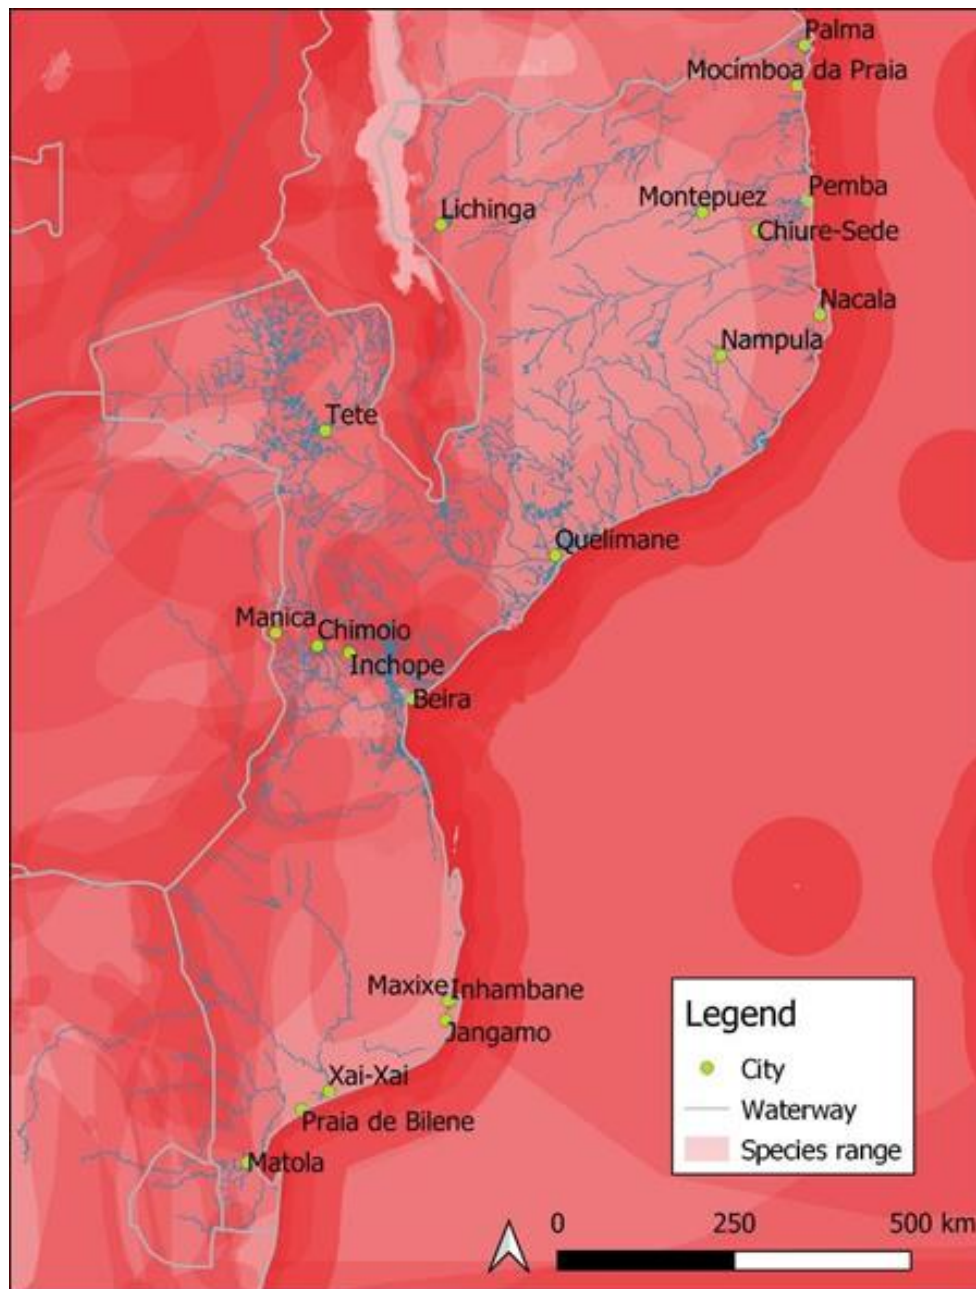 Palma
Mocímboa da Praia
Pemba
Montepuez
Lichinga
Chiure-Sede
Nacala
Nampula
Tete
Quelimane
Manica
Chimoio
Inchope
Beira
Maxixe
Inhambane
Jangamo
Xai-Xai
Praia de Bilene
Matola
Legend
City
Waterway
Species range
0 250 500 km